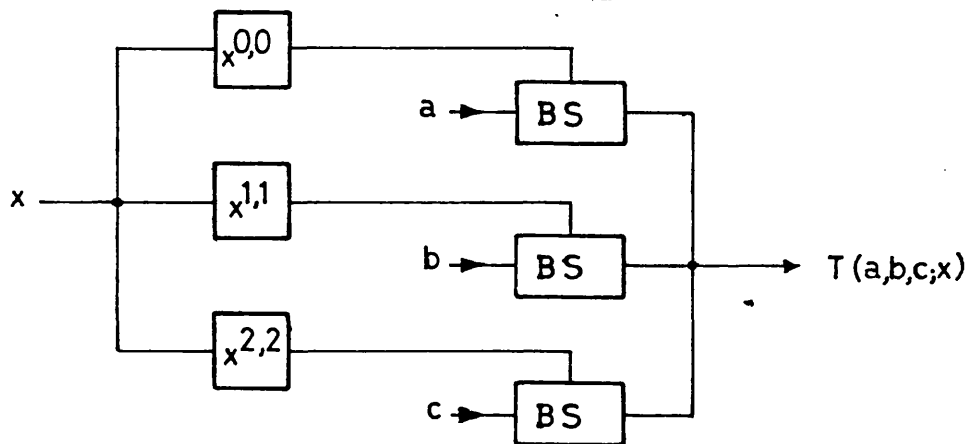 x^0,0
a
BS
x
x^1,1
b
BS
T(a,b,c;x)
x^2,2
c
BS